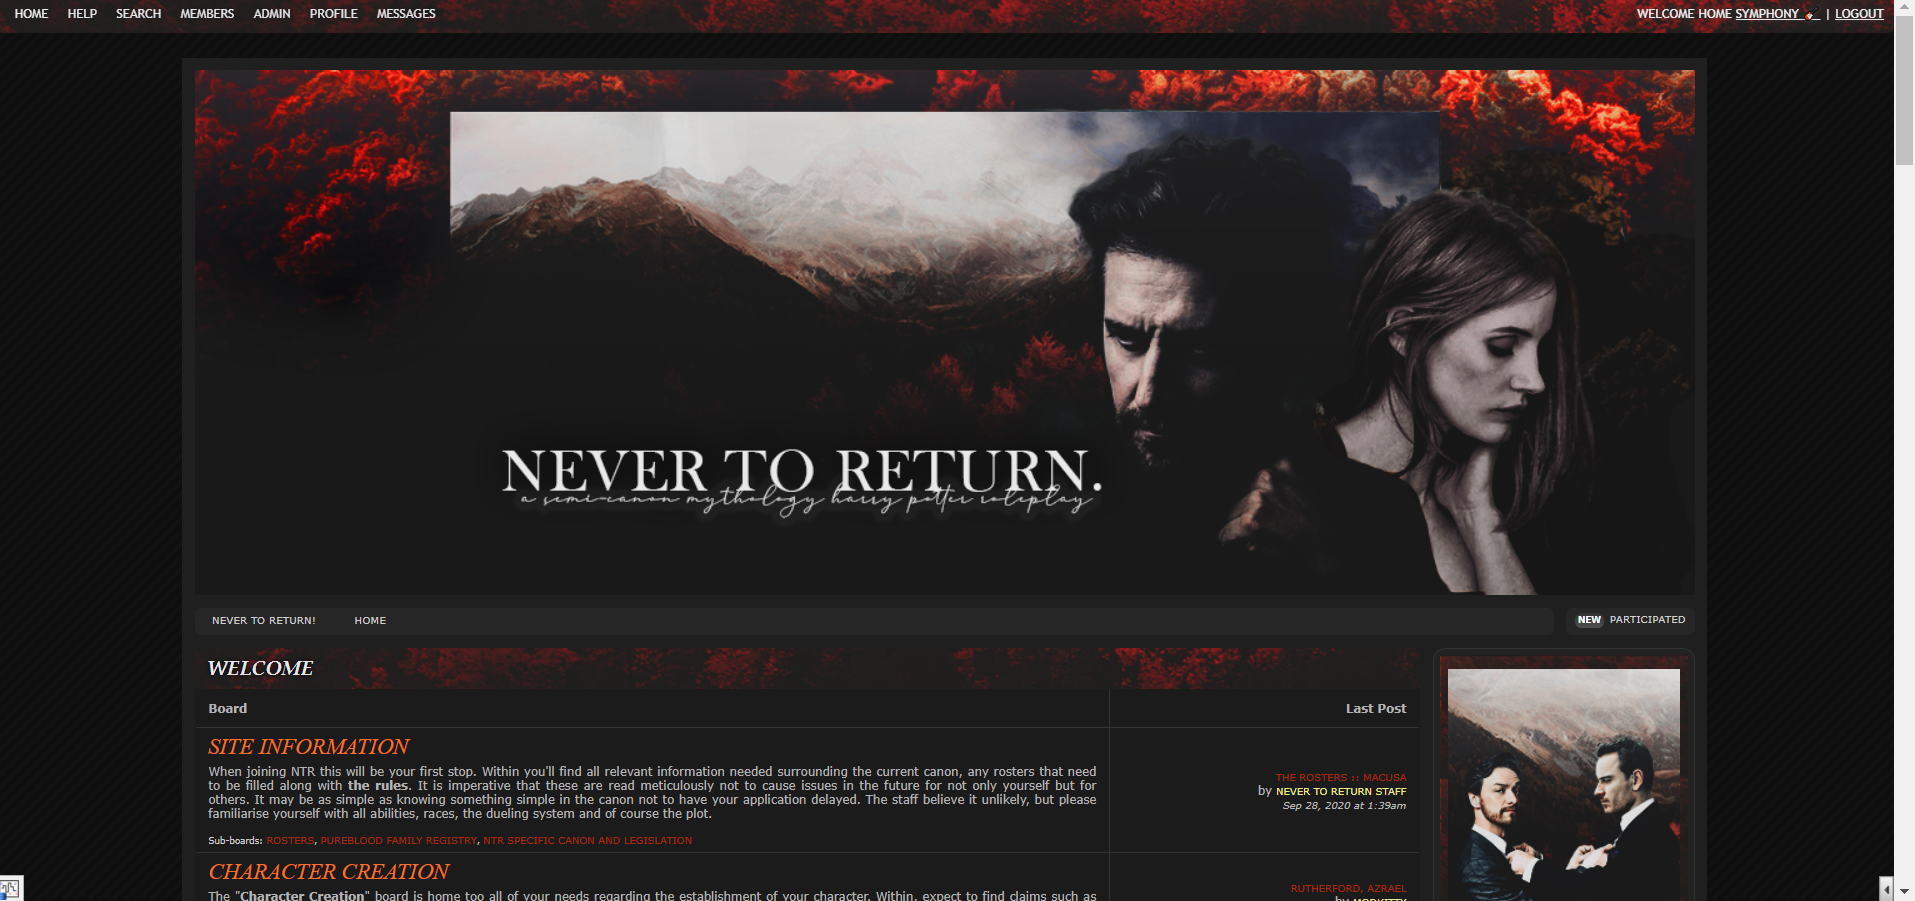 HOME HELP SEARCH MEMBERS ADMIN PROFILE MESSAGES
WELCOME HOME SYMPHONY | LOGOUT
NEVER TO RETURN.
a semi-canon mythology harry potter roleplay.
NEVER TO RETURN! HOME
NEW PARTICIPATED
WELCOME
Board Last Post
SITE INFORMATION
When joining NTR this will be your first stop. Within you'll find all relevant information needed surrounding the current canon, any rosters that need
to be filled along with the rules. It is imperative that these are read meticulously not to cause issues in the future for not only yourself but for
others. It may be as simple as knowing something simple in the canon not to have your application delayed. The staff believe it unlikely, but please
familiarise yourself with all abilities, races, the dueling system and of course the plot.
Sub-boards: ROSTERS, PUREBLOOD FAMILY REGISTRY, NTR SPECIFIC CANON AND LEGISLATION
THE ROSTERS :: MACUSA
by NEVER TO RETURN STAFF
Sep 28, 2020 at 1:39am
CHARACTER CREATION
The "Character Creation" board is home too all of your needs regarding the establishment of your character. Within, expect to find claims such as
RUTHERFORD, AZRAEL
by MORKITTY